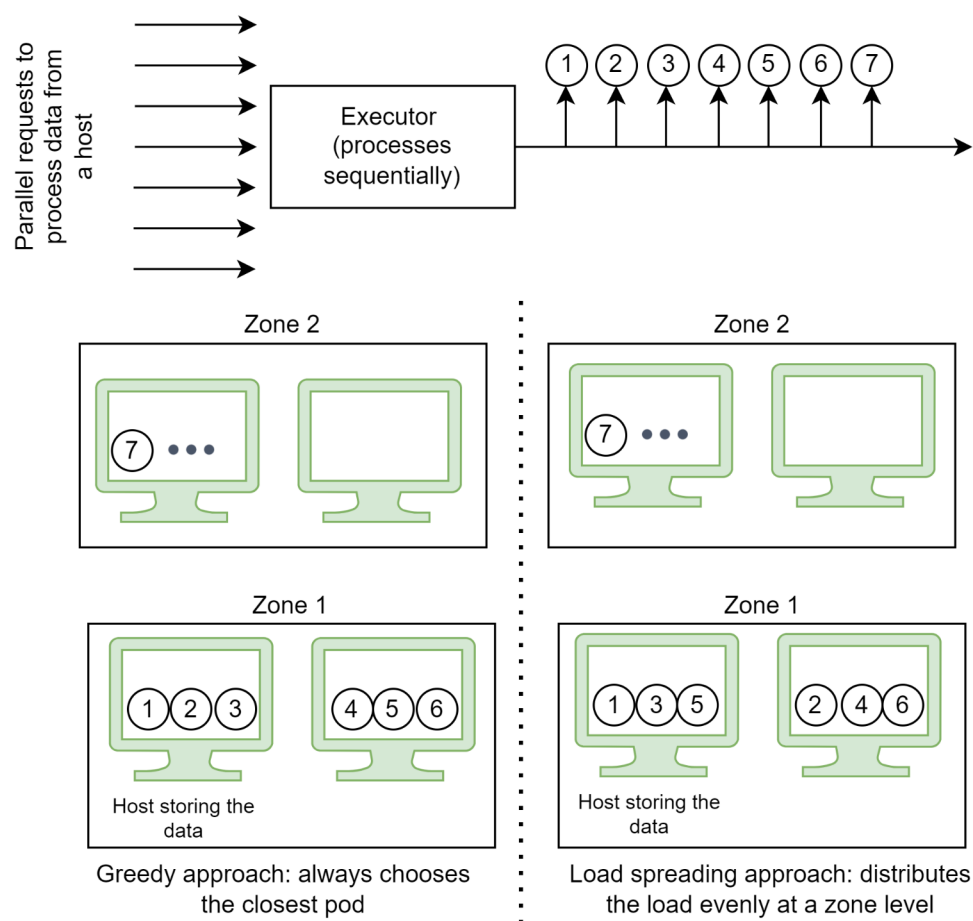 Parallel requests to
process data from
a host
Executor
(processes
sequentially)
1 2 3 4 5 6 7
Zone 2
7
Zone 1
1 2 3 4 5 6
Host storing the
data
Greedy approach: always chooses
the closest pod
Zone 2
7
Zone 1
1 3 5 2 4 6
Host storing the
data
Load spreading approach: distributes
the load evenly at a zone level